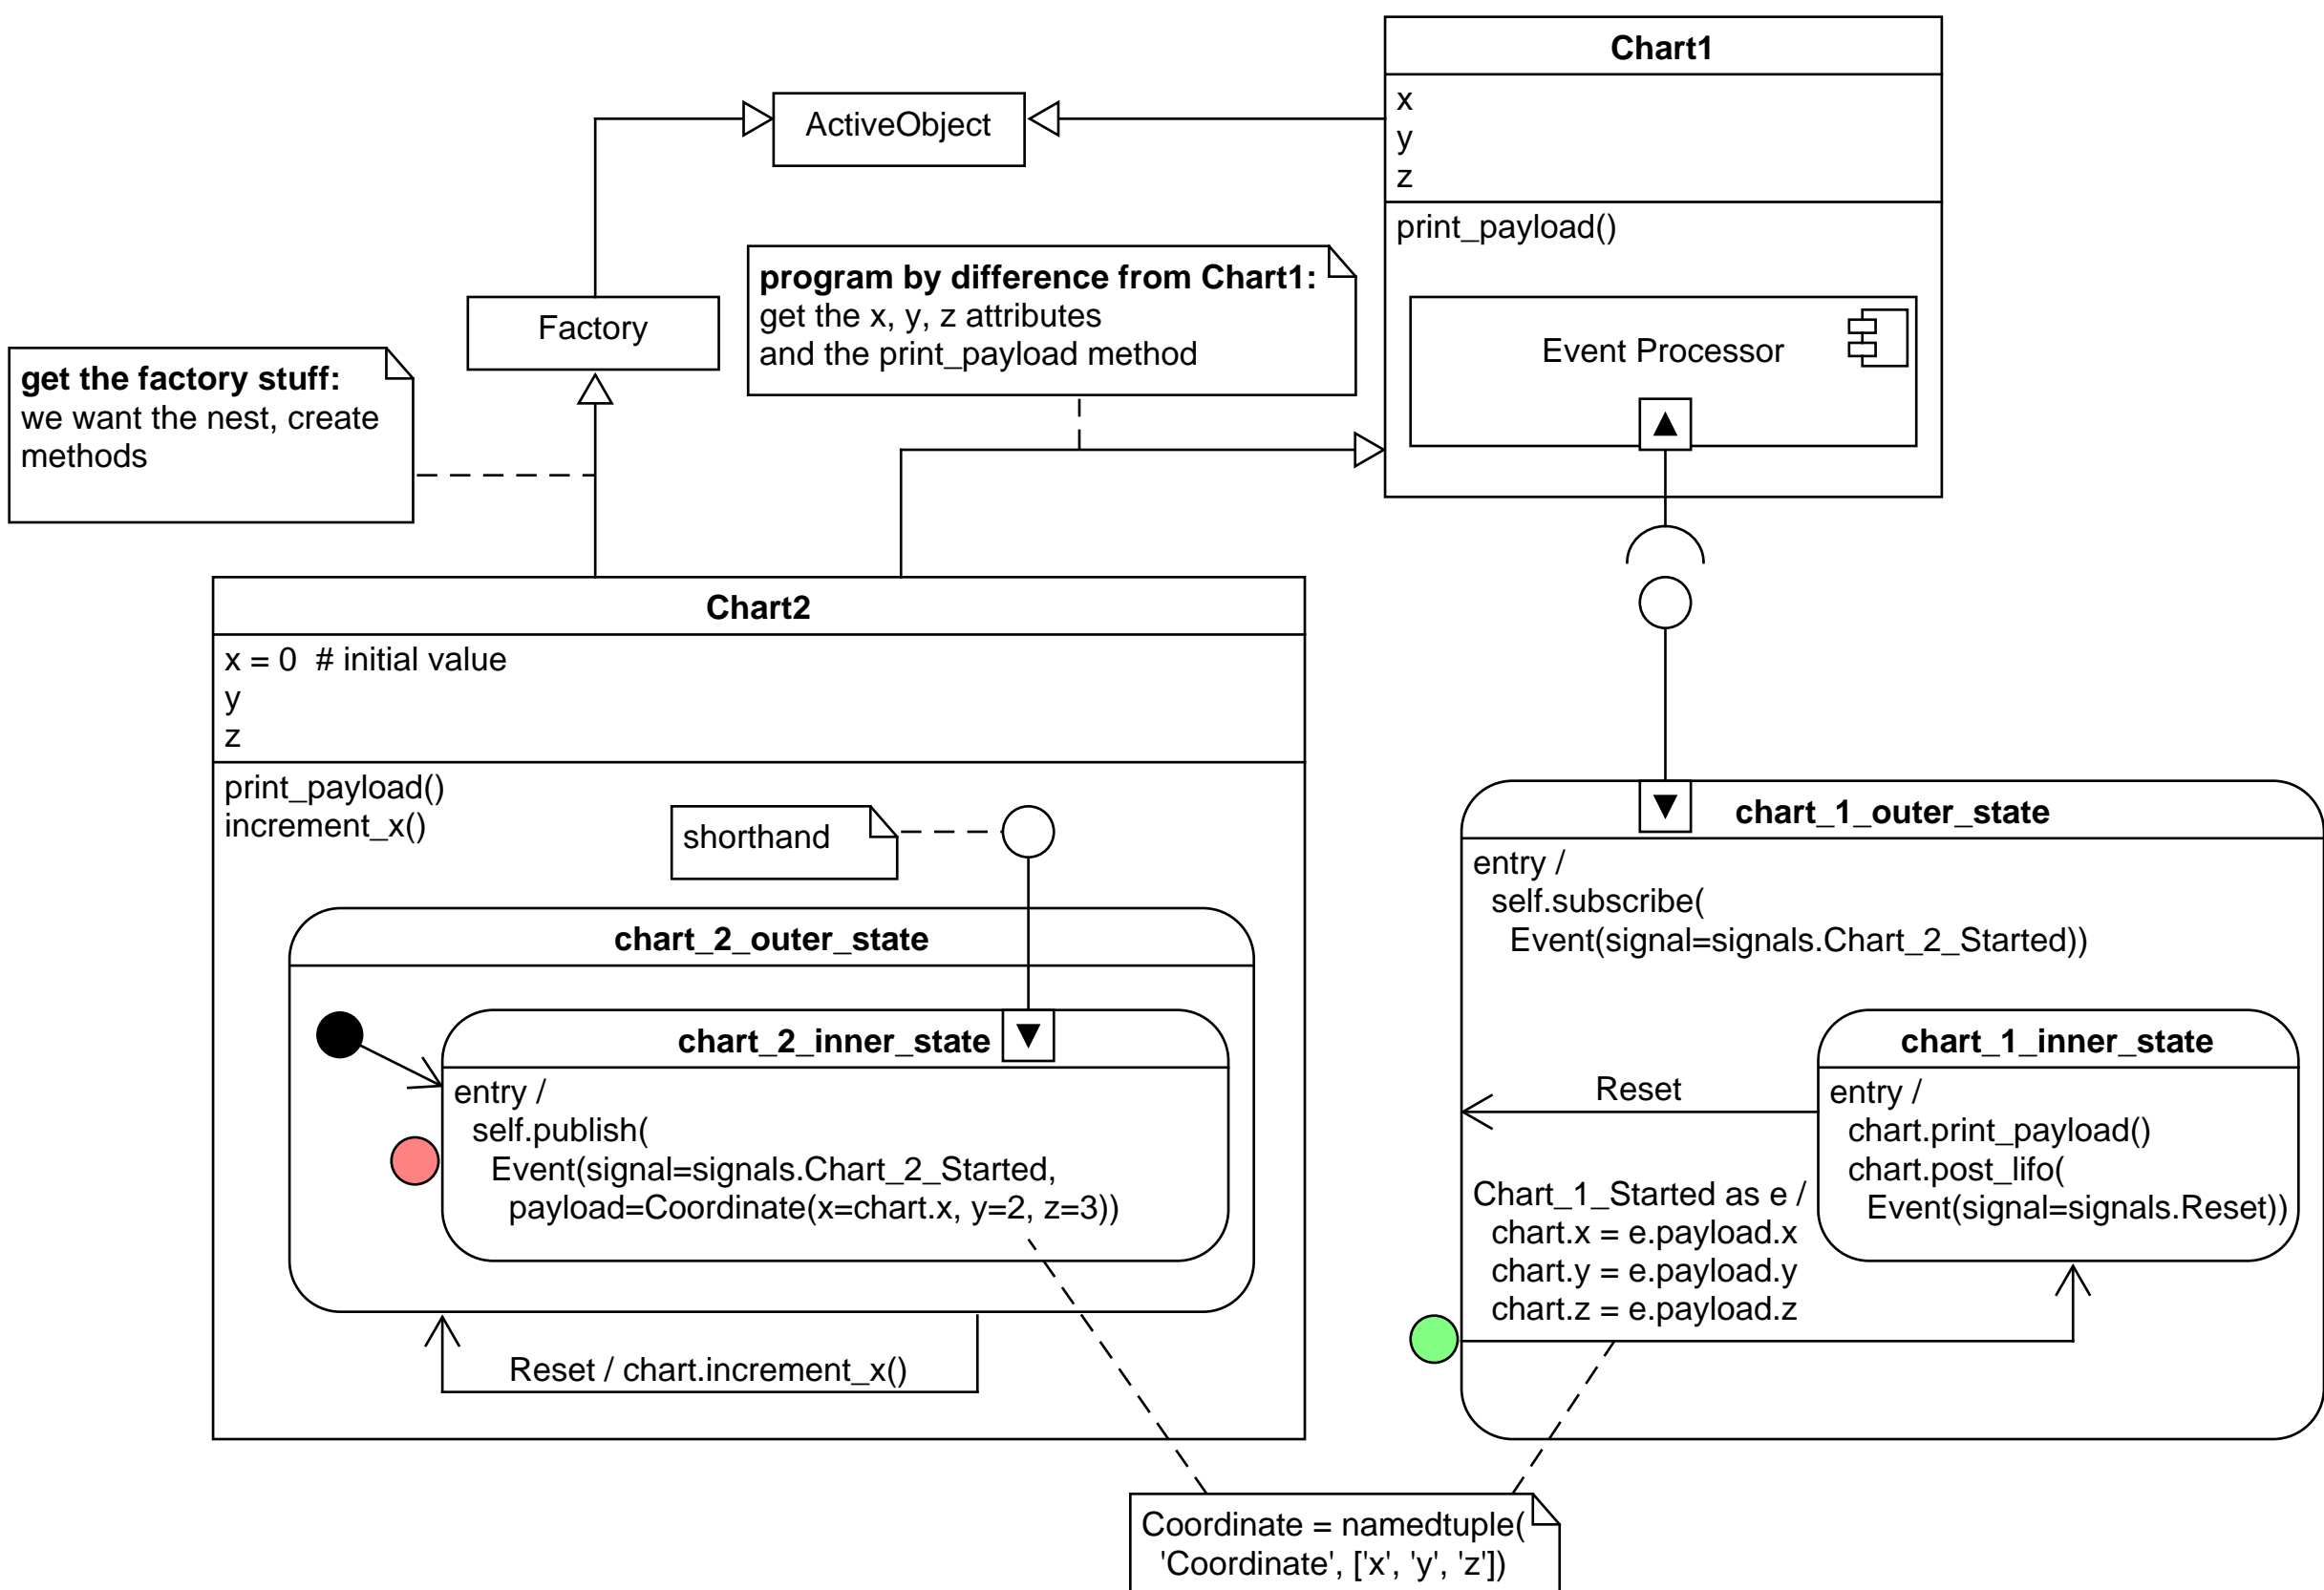 Chart1
x
y
z
print_payload()
Event Processor
ActiveObject
Factory
program by difference from Chart1:
get the x, y, z attributes
and the print_payload method
get the factory stuff:
we want the nest, create
methods
Chart2
x = 0  # initial value
y
z
print_payload()
increment_x()
shorthand
chart_2_outer_state
chart_2_inner_state
entry /
self.publish(
Event(signal=signals.Chart_2_Started,
payload=Coordinate(x=chart.x, y=2, z=3))
Reset / chart.increment_x()
chart_1_outer_state
entry /
self.subscribe(
Event(signal=signals.Chart_2_Started))
chart_1_inner_state
entry /
chart.print_payload()
chart.post_lifo(
Event(signal=signals.Reset))
Reset
Chart_1_Started as e /
chart.x = e.payload.x
chart.y = e.payload.y
chart.z = e.payload.z
Coordinate = namedtuple(
'Coordinate', ['x', 'y', 'z'])